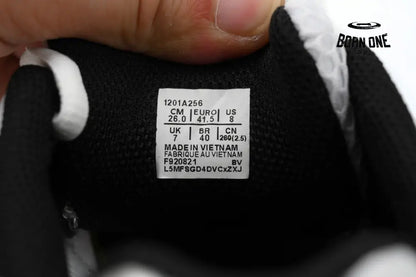 BORN ONE
1201A256
CM EURO US
26.0 41.5 8
UK BR CN
7 40 260(2.5)
MADE IN VIETNAM
FABRIQUE AU VIETNAM
F920821 BV
L5MFSGD4DVCxZXJ